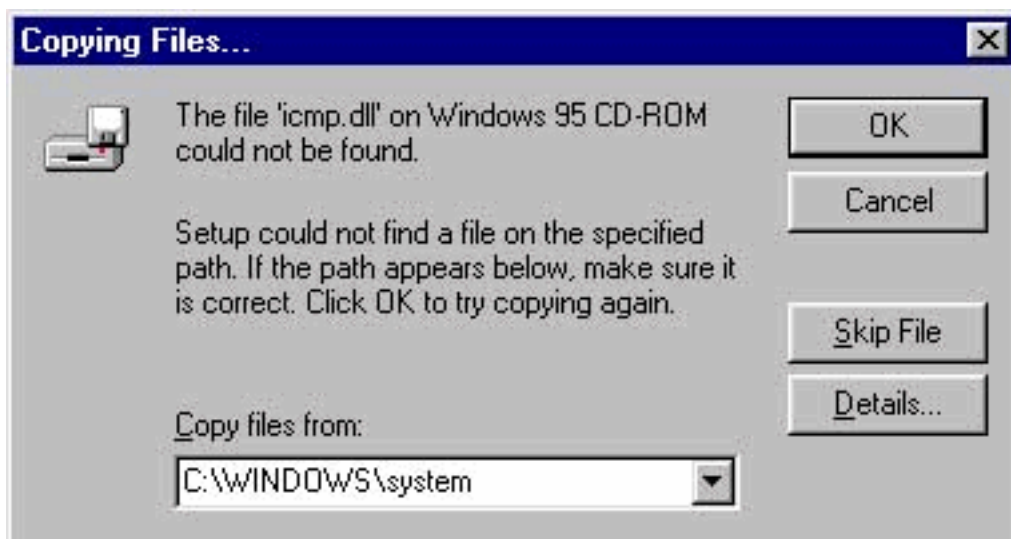 Copying Files...
The file 'icmp.dll' on Windows 95 CD-ROM
could not be found.
Setup could not find a file on the specified
path. If the path appears below, make sure it
is correct. Click OK to try copying again.
Copy files from:
C:\WINDOWS\system
OK
Cancel
Skip File
Details...